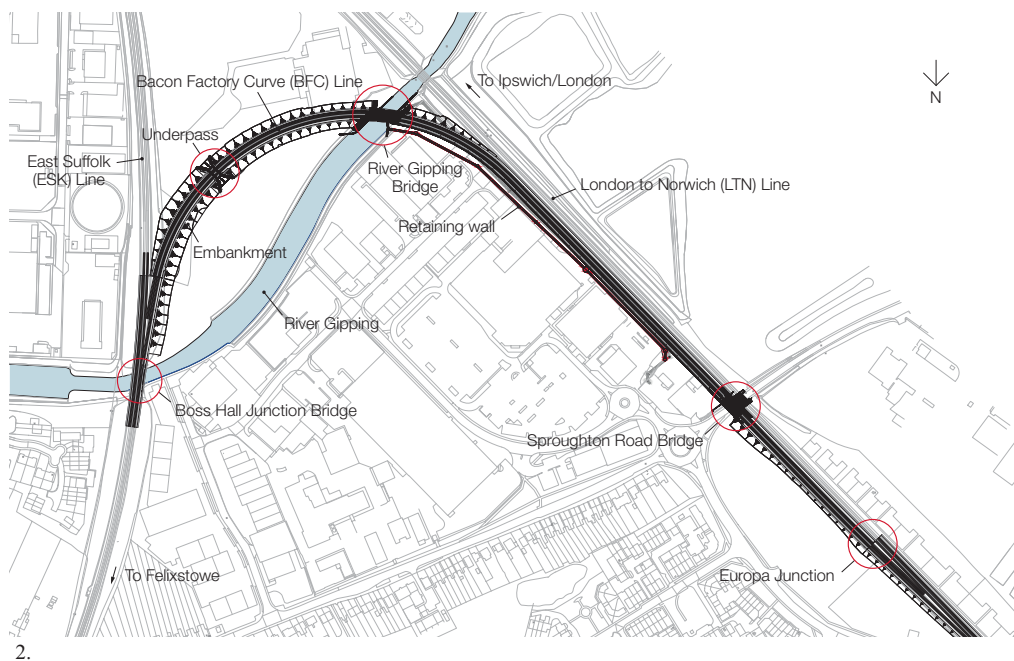 To Ipswich/London
Bacon Factory Curve (BFC) Line
N
Underpass
East Suffolk
(ESK) Line
River Gipping
Bridge
London to Norwich (LTN) Line
Retaining wall
Embankment
River Gipping
Boss Hall Junction Bridge
Sproughton Road Bridge
To Felixstowe
Europa Junction
2.